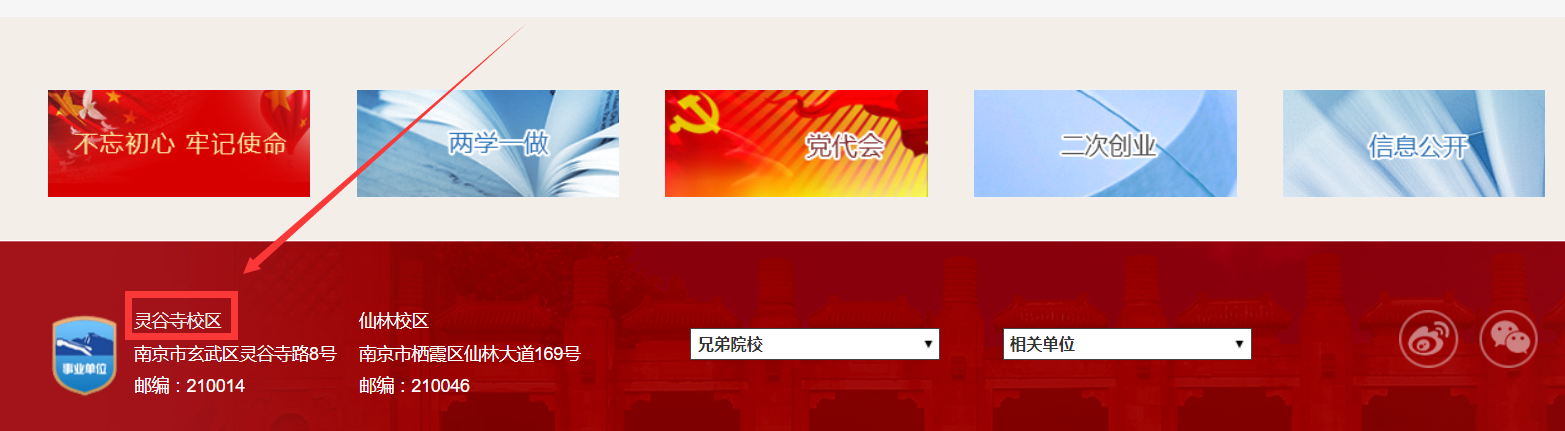 不忘初心 牢记使命
两学一做
党代会
二次创业
信息公开
灵谷寺校区
南京市玄武区灵谷寺路8号
邮编：210014
仙林校区
南京市栖霞区仙林大道169号
邮编：210046
事业单位
兄弟院校
相关单位